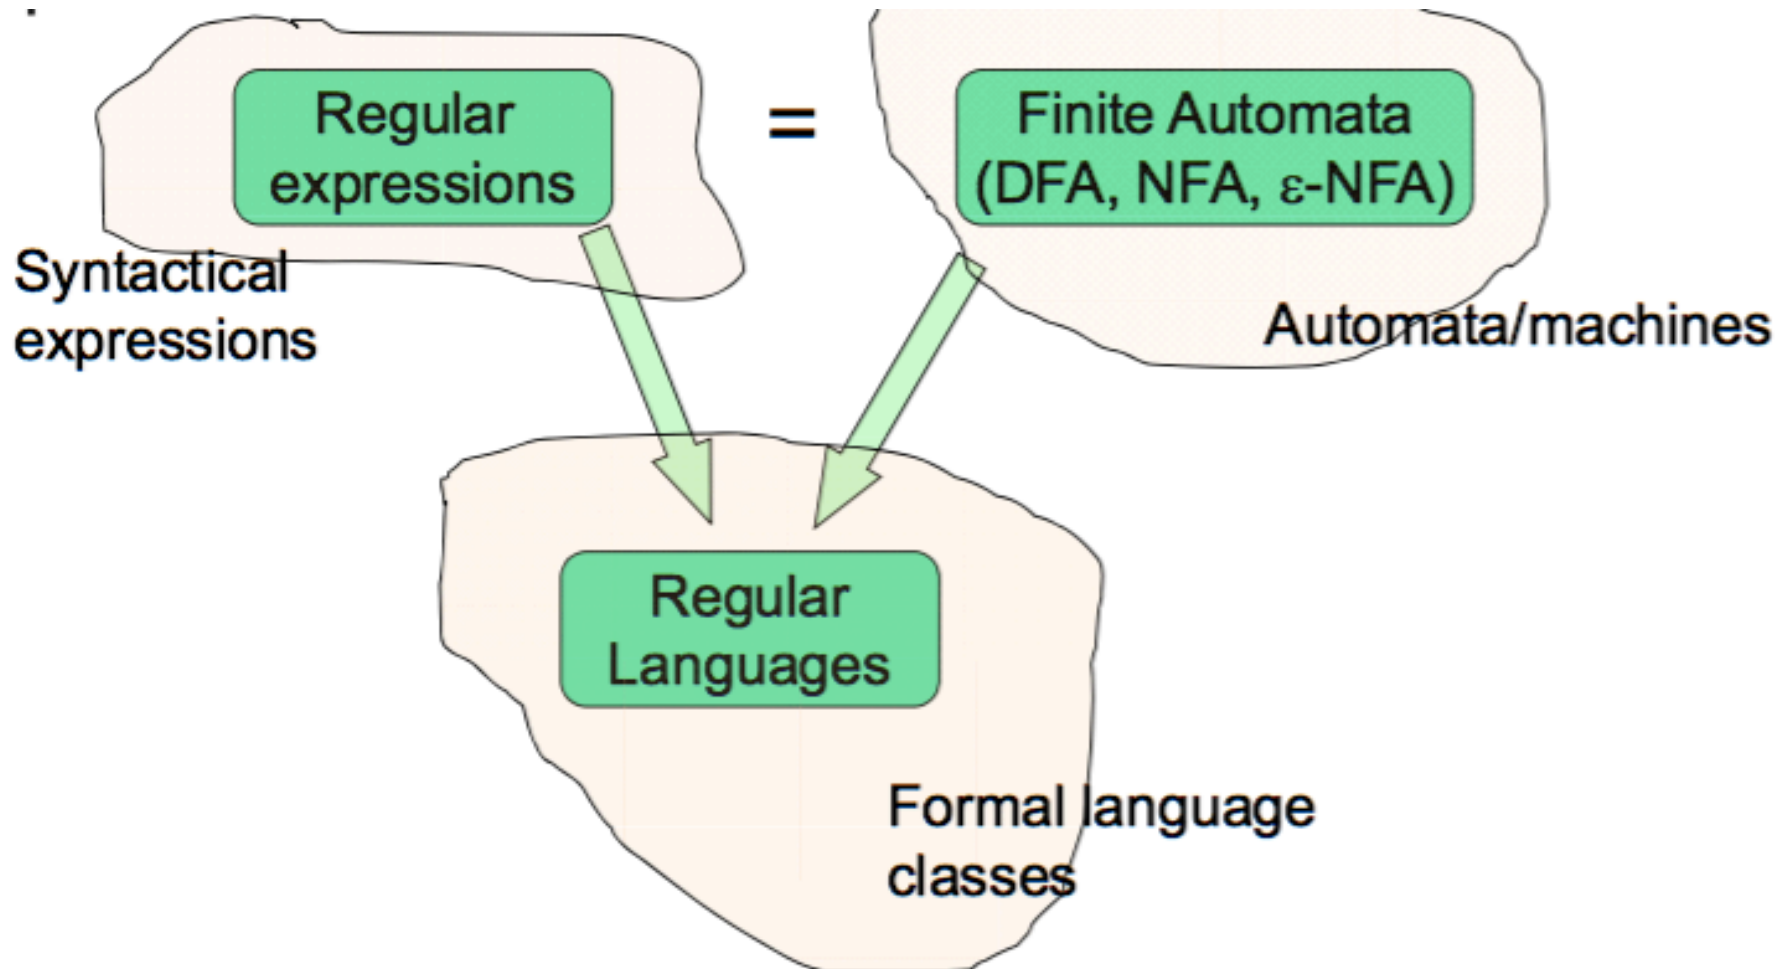 Regular
expressions
=
Finite Automata
(DFA, NFA, ε-NFA)
Syntactical
expressions
Automata/machines
Regular
Languages
Formal language
classes